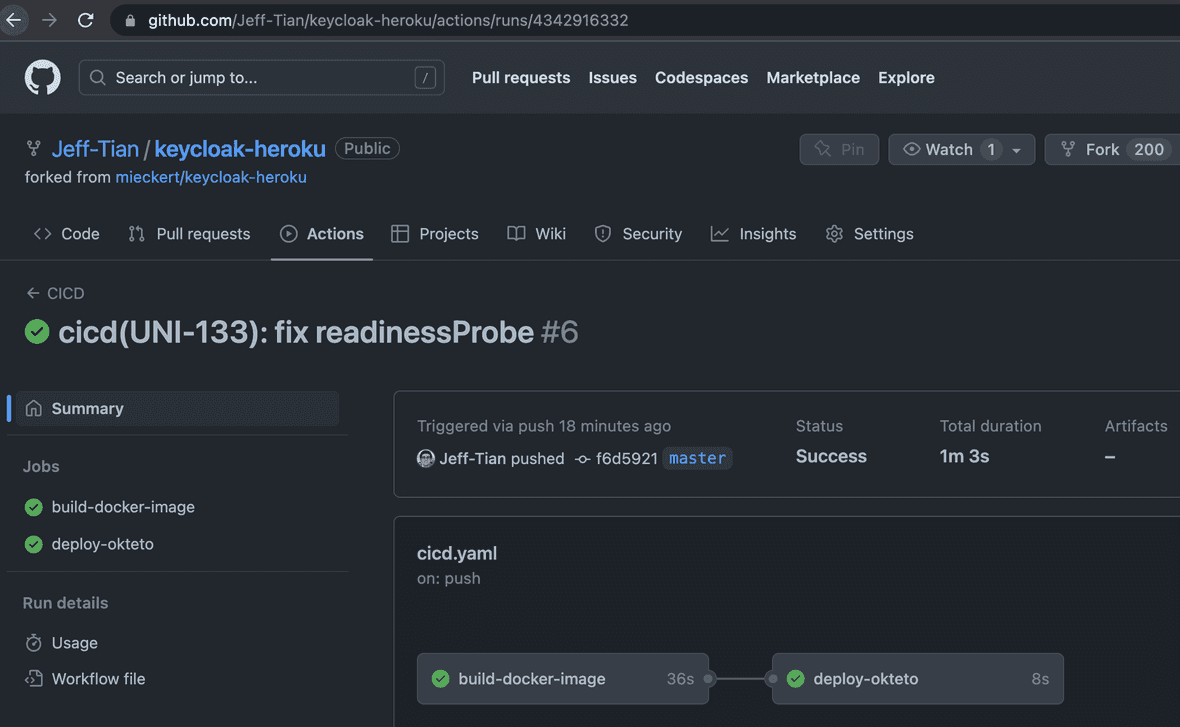 github.com/Jeff-Tian/keycloak-heroku/actions/runs/4342916332
Search or jump to... / Pull requests Issues Codespaces Marketplace Explore
Jeff-Tian / keycloak-heroku Public Pin Watch 1 Fork 200
forked from mieckert/keycloak-heroku
Code Pull requests Actions Projects Wiki Security Insights Settings
← CICD
cicd(UNI-133): fix readinessProbe #6
Summary
Jobs
build-docker-image
deploy-okteto
Run details
Usage
Workflow file
Triggered via push 18 minutes ago Status Total duration Artifacts
Jeff-Tian pushed f6d5921 master Success 1m 3s –
cicd.yaml
on: push
build-docker-image 36s deploy-okteto 8s